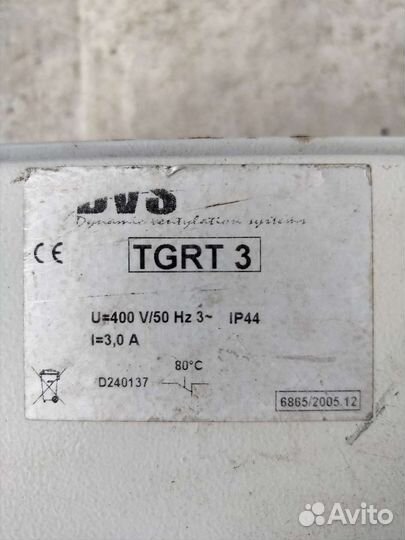 DVS
Dynamic ventylation systems
CE
TGRT 3
U=400 V/50 Hz 3~ IP44
I=3,0 A
80°C
D240137
6865/2005.12
Avito